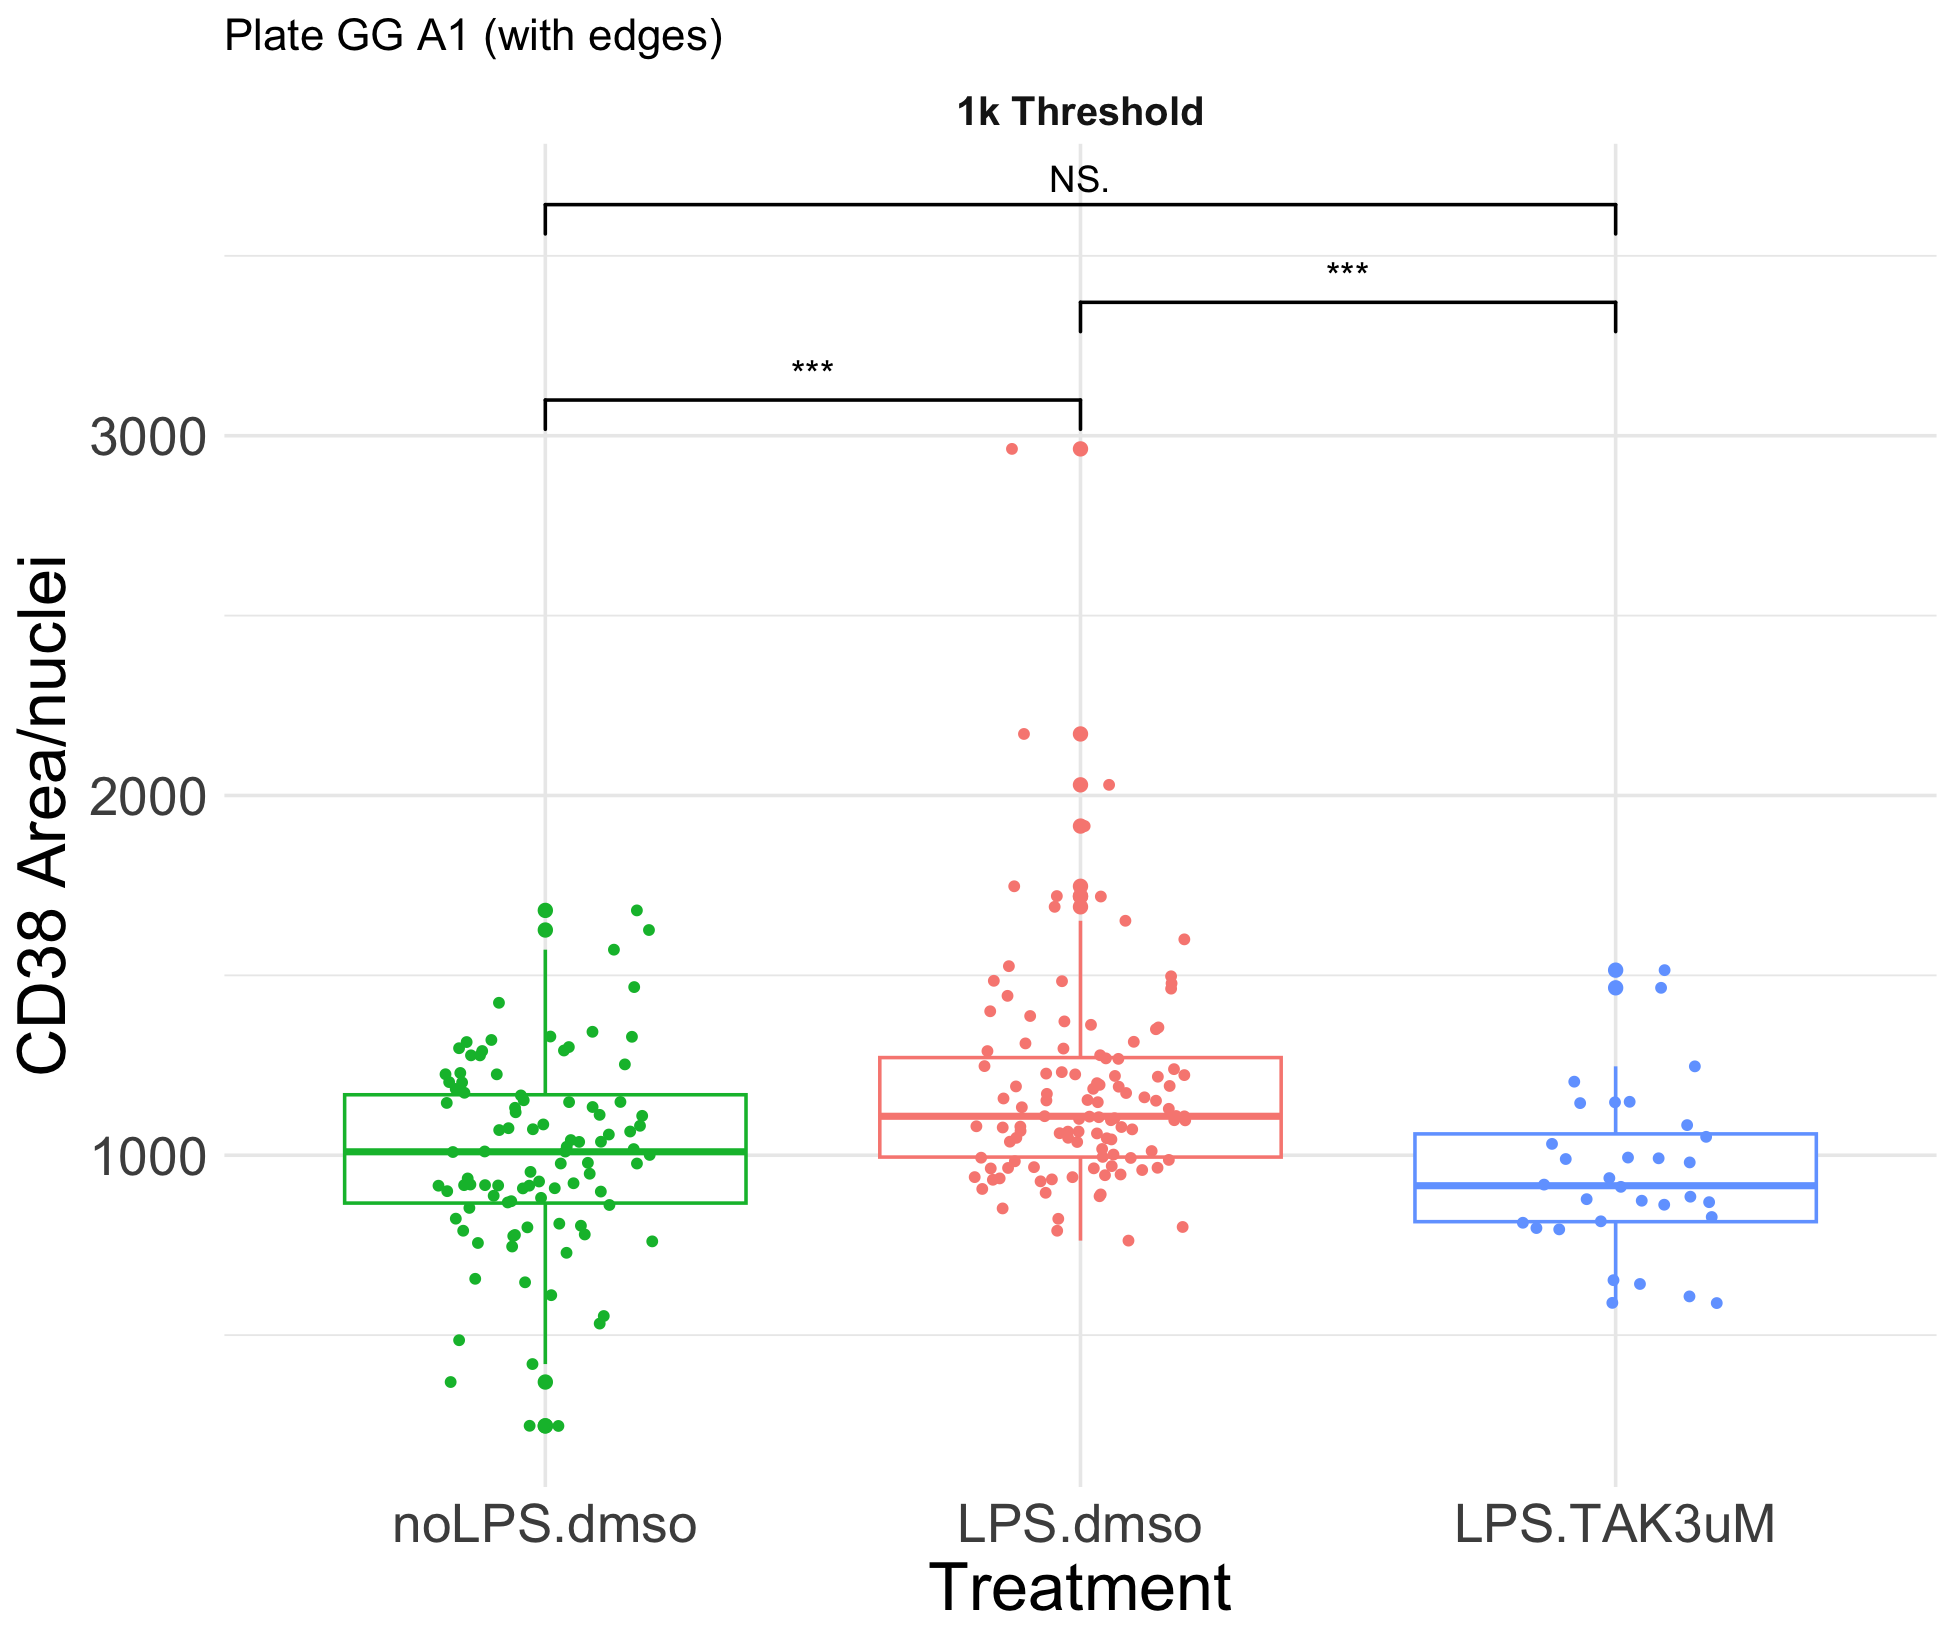 Plate GG A1 (with edges)
1k Threshold
NS.
***
***
3000
2000
1000
CD38 Area/nuclei
noLPS.dmso LPS.dmso LPS.TAK3uM
Treatment